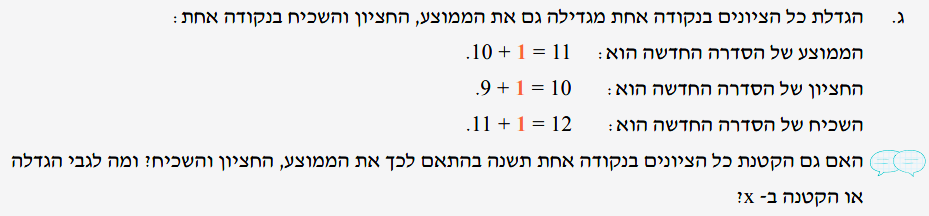 ג. הגדלת כל הציונים בנקודה אחת מגדילה גם את הממוצע, החציון והשכיח בנקודה אחת:
הממוצע של הסדרה החדשה הוא: 10 + 1 = 11.
החציון של הסדרה החדשה הוא: 9 + 1 = 10.
השכיח של הסדרה החדשה הוא: 11 + 1 = 12.
האם גם הקטנת כל הציונים בנקודה אחת תשנה בהתאם לכך את הממוצע, החציון והשכיח? ומה לגבי הגדלה
או הקטנה ב- x?